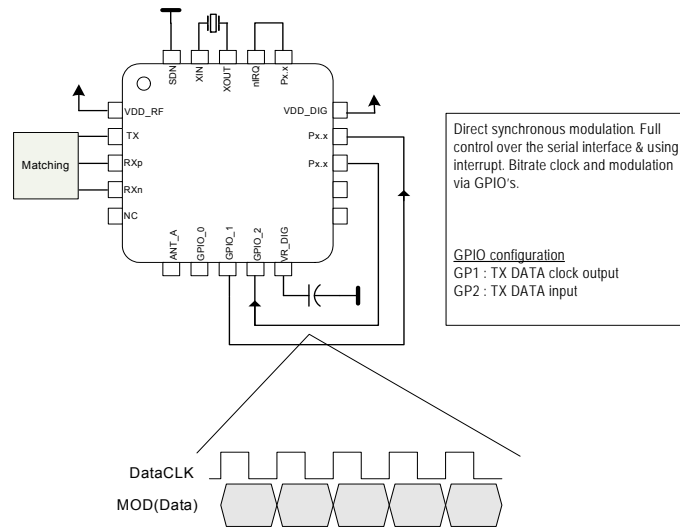 SDN
XIN
XOUT
nIRQ
Px.x
VDD_RF
VDD_DIG
TX
Px.x
Matching
RXp
Px.x
RXn
NC
ANT_A
GPIO_0
GPIO_1
GPIO_2
VR_DIG
Direct synchronous modulation. Full
control over the serial interface & using
interrupt. Bitrate clock and modulation
via GPIO's.
GPIO configuration
GP1 : TX DATA clock output
GP2 : TX DATA input
DataCLK
MOD(Data)